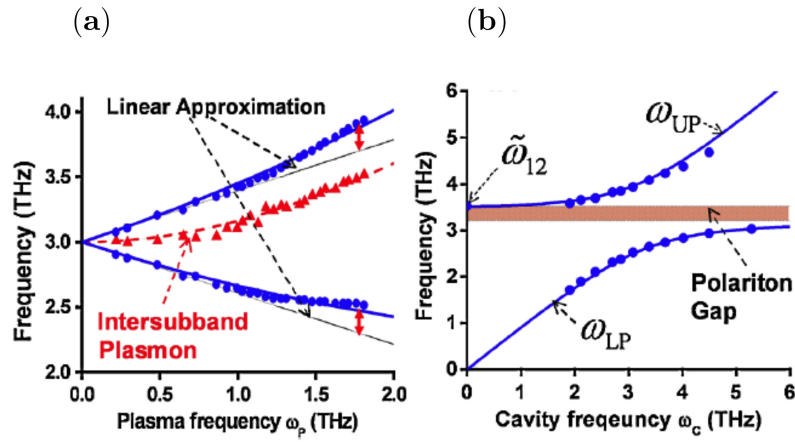 (a)
Linear Approximation
Intersubband
Plasmon
4.0
3.5
3.0
2.5
2.0
0.0
0.5
1.0
1.5
2.0
Frequency (THz)
Plasma frequency ωP (THz)
(b)
ωUP
ω̃12
Polariton
Gap
ωLP
6
5
4
3
2
1
0
0
1
2
3
4
5
6
Frequency (THz)
Cavity freqeuncy ωc (THz)